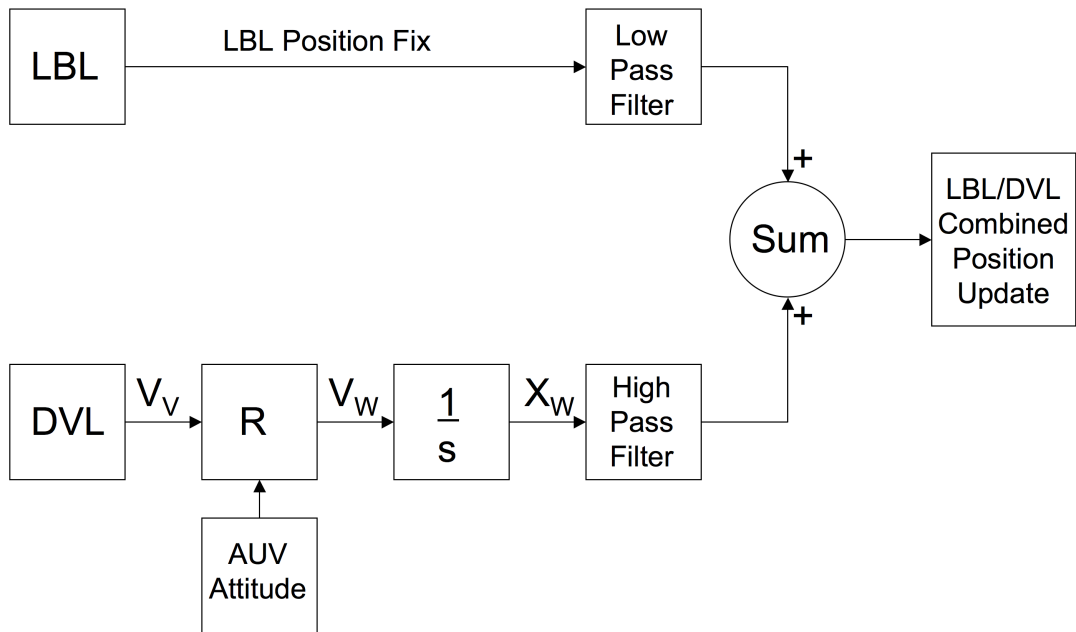 LBL
LBL Position Fix
Low
Pass
Filter
+
Sum
LBL/DVL
Combined
Position
Update
+
DVL
V_V
R
V_W
1
s
X_W
High
Pass
Filter
AUV
Attitude